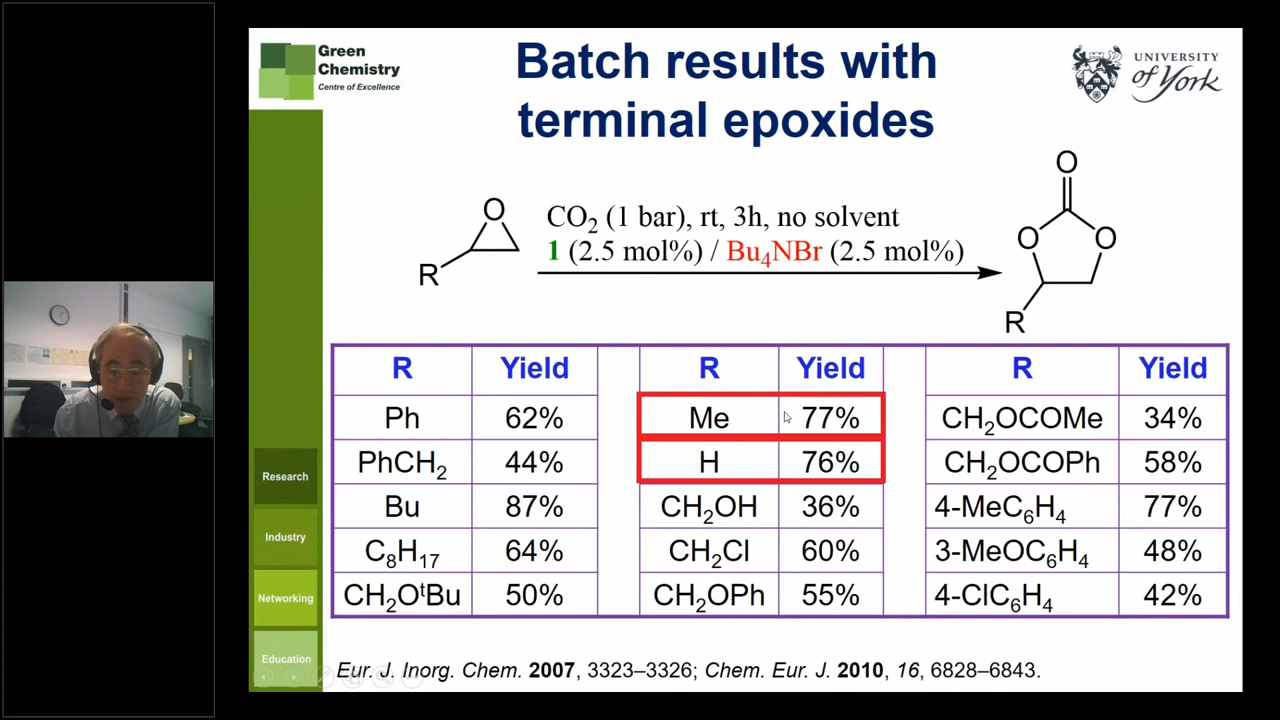 Green
Chemistry
Centre of Excellence
Batch results with
terminal epoxides
UNIVERSITY
of York
O
R
CO₂ (1 bar), rt, 3h, no solvent
1 (2.5 mol%) / Bu₄NBr (2.5 mol%)
O
O
O
R
R Yield R Yield R Yield
Ph 62% Me 77% CH₂OCOMe 34%
PhCH₂ 44% H 76% CH₂OCOPh 58%
Bu 87% CH₂OH 36% 4-MeC₆H₄ 77%
C₈H₁₇ 64% CH₂Cl 60% 3-MeOC₆H₄ 48%
CH₂OᵗBu 50% CH₂OPh 55% 4-ClC₆H₄ 42%
Research
Industry
Networking
Education
Eur. J. Inorg. Chem. 2007, 3323–3326; Chem. Eur. J. 2010, 16, 6828–6843.